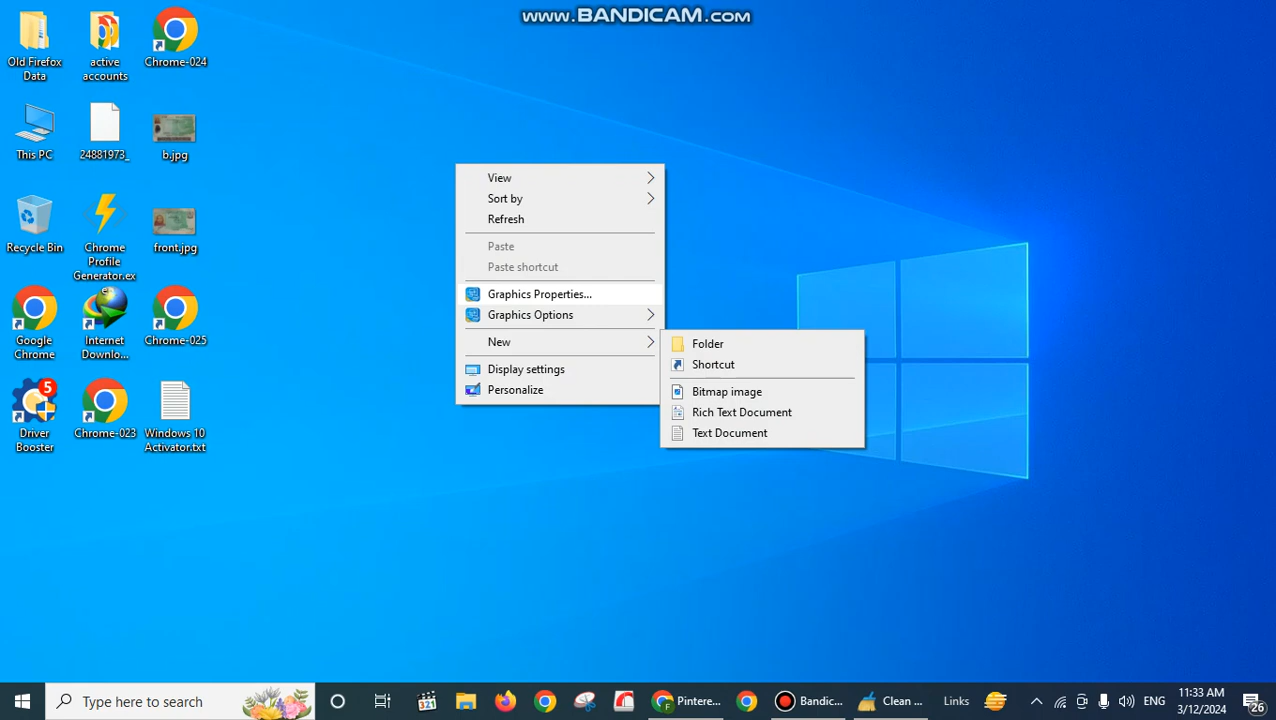 www.BANDICAM.com
Old Firefox
Data
active
accounts
Chrome-024
This PC
24881973_
b.jpg
Recycle Bin
Chrome
Profile
Generator.ex
front.jpg
Google
Chrome
Internet
Downlo...
Chrome-025
5
Driver
Booster
Chrome-023
Windows 10
Activator.txt
View
Sort by
Refresh
Paste
Paste shortcut
Graphics Properties...
Graphics Options
New
Display settings
Personalize
Folder
Shortcut
Bitmap image
Rich Text Document
Text Document
Type here to search
321
F
Pintere...
Bandic...
Clean ...
Links
ENG
11:33 AM
3/12/2024
26